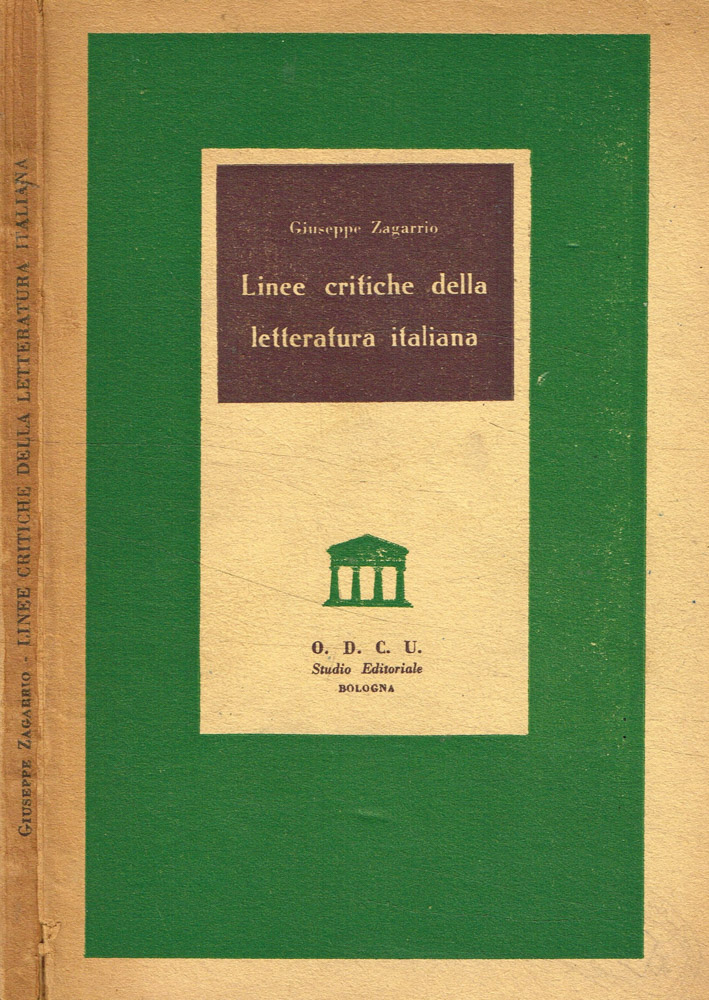 GIUSEPPE ZAGARRIO - LINEE CRITICHE DELLA LETTERATURA ITALIANA
Giuseppe Zagarrio
Linee critiche della
letteratura italiana
O. D. C. U.
Studio Editoriale
BOLOGNA